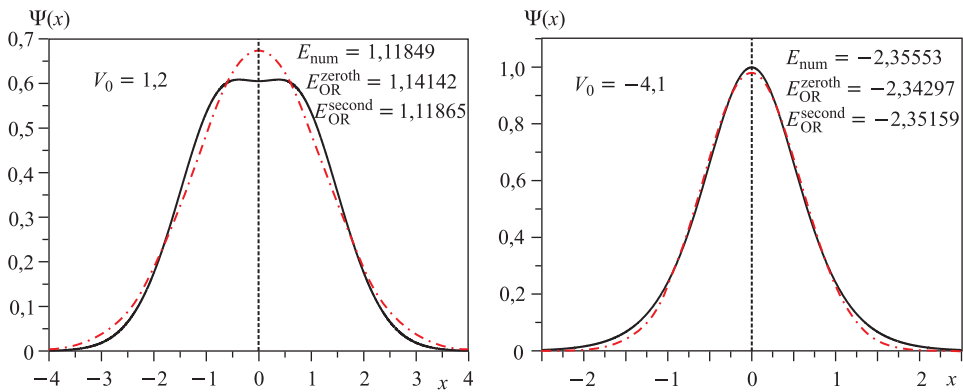 Ψ(x)
0,7
0,6
0,5
0,4
0,3
0,2
0,1
0
−4 −3 −2 −1 0 1 2 3 x 4
V₀ = 1,2
E_num = 1,11849
E_OR^zeroth = 1,14142
E_OR^second = 1,11865
Ψ(x)
1,0
0,8
0,6
0,4
0,2
0
−2 −1 0 1 x 2
V₀ = −4,1
E_num = −2,35553
E_OR^zeroth = −2,34297
E_OR^second = −2,35159